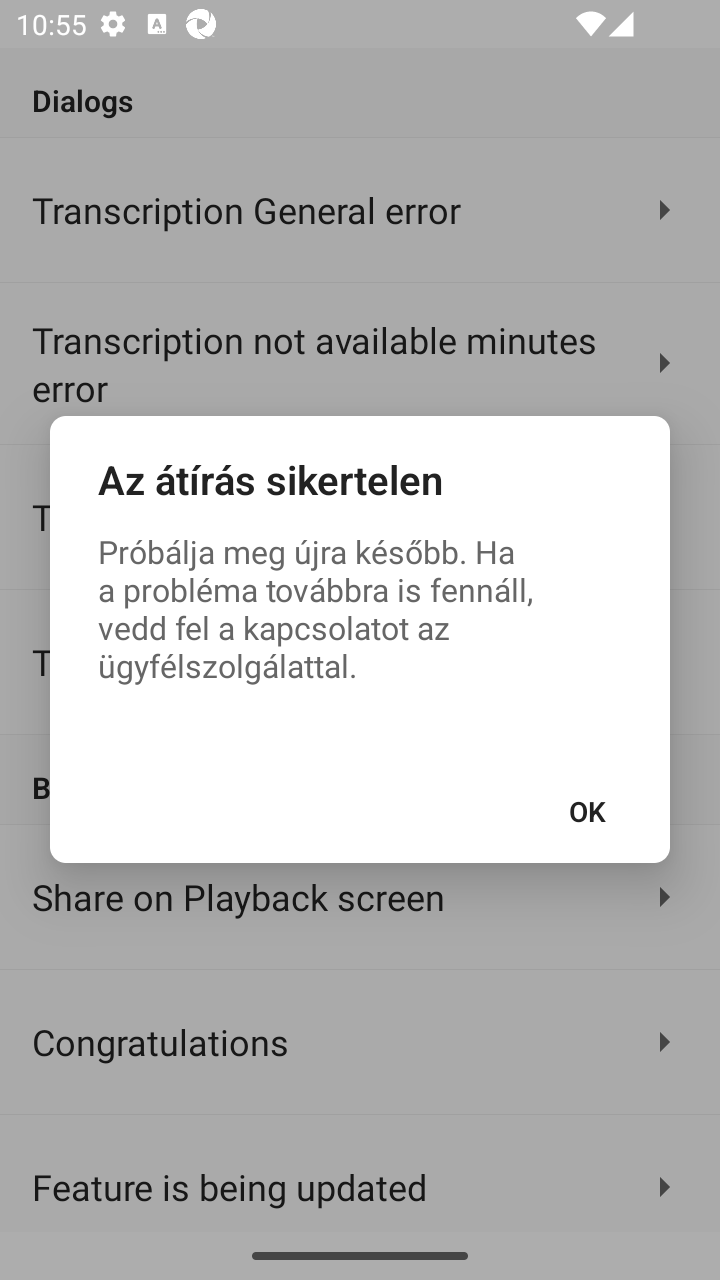 10:55
Dialogs
Transcription General error
Transcription not available minutes
error
T
Az átírás sikertelen
Próbálja meg újra később. Ha
a probléma továbbra is fennáll,
vedd fel a kapcsolatot az
ügyfélszolgálattal.
T
B
OK
Share on Playback screen
Congratulations
Feature is being updated